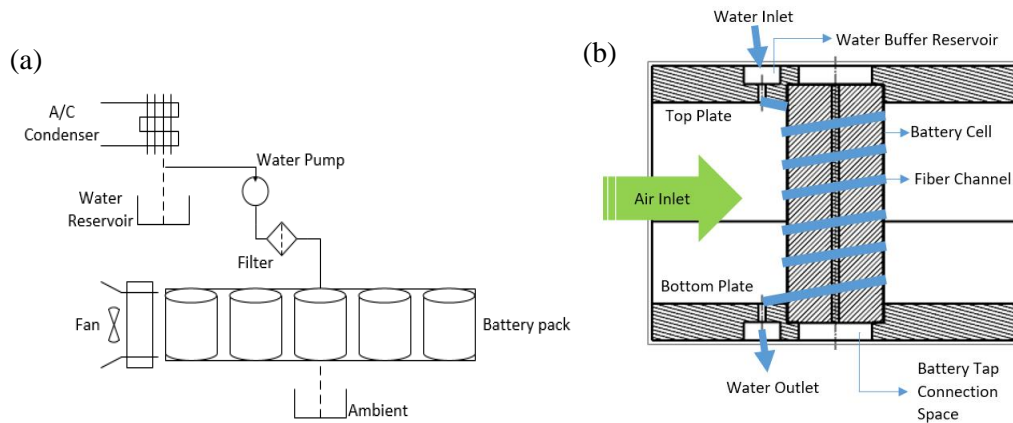 (a)
A/C
Condenser
Water Pump
Water
Reservoir
Filter
Fan
Battery pack
Ambient
(b)
Water Inlet
Water Buffer Reservoir
Top Plate
Battery Cell
Fiber Channel
Air Inlet
Bottom Plate
Water Outlet
Battery Tap
Connection
Space